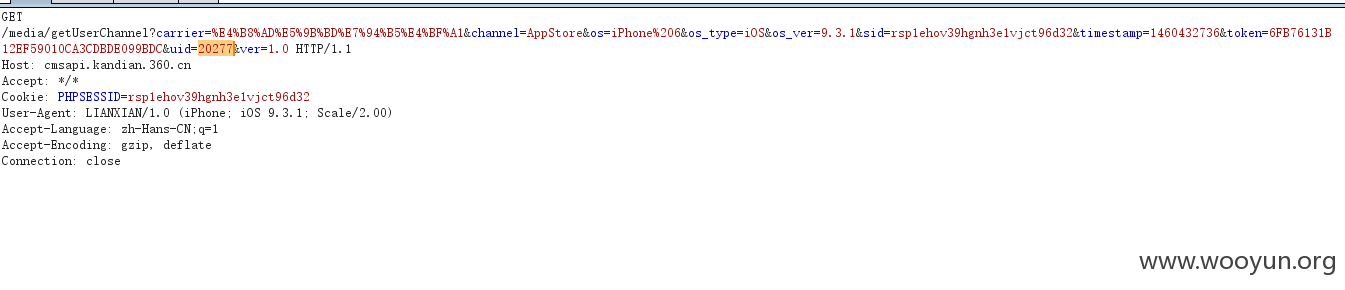 GET
/media/getUserChannel?carrier=%E4%B8%AD%E5%9B%BD%E7%94%B5%E4%BF%A1&channel=AppStore&os=iPhone%206&os_type=iOS&os_ver=9.3.1&sid=rsp1ehov39hgnh3e1vjct96d32&timestamp=1460432736&token=6FB76131B
12EF59010CA3CDBDE099BDC&uid=20277&ver=1.0 HTTP/1.1
Host: cmsapi.kandian.360.cn
Accept: */*
Cookie: PHPSESSID=rsp1ehov39hgnh3e1vjct96d32
User-Agent: LIANXIAN/1.0 (iPhone; iOS 9.3.1; Scale/2.00)
Accept-Language: zh-Hans-CN;q=1
Accept-Encoding: gzip, deflate
Connection: close
www.wooyun.org